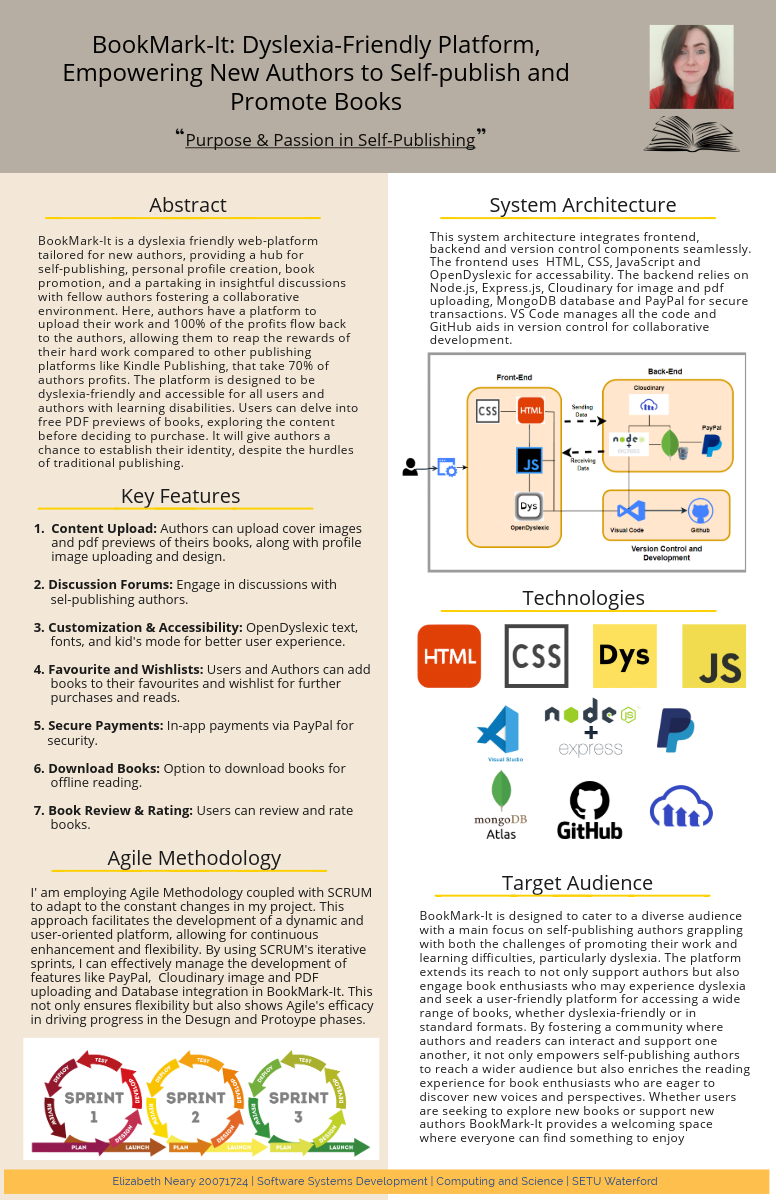 BookMark-It: Dyslexia-Friendly Platform,
Empowering New Authors to Self-publish and
Promote Books
“Purpose & Passion in Self-Publishing”
Abstract
BookMark-It is a dyslexia friendly web-platform
tailored for new authors, providing a hub for
self-publishing, personal profile creation, book
promotion, and a partaking in insightful discussions
with fellow authors fostering a collaborative
environment. Here, authors have a platform to
upload their work and 100% of the profits flow back
to the authors, allowing them to reap the rewards of
their hard work compared to other publishing
platforms like Kindle Publishing, that take 70% of
authors profits. The platform is designed to be
dyslexia-friendly and accessible for all users and
authors with learning disabilities. Users can delve into
free PDF previews of books, exploring the content
before deciding to purchase. It will give authors a
chance to establish their identity, despite the hurdles
of traditional publishing.
Key Features
1. Content Upload: Authors can upload cover images
and pdf previews of theirs books, along with profile
image uploading and design.
2. Discussion Forums: Engage in discussions with
sel-publishing authors.
3. Customization & Accessibility: OpenDyslexic text,
fonts, and kid's mode for better user experience.
4. Favourite and Wishlists: Users and Authors can add
books to their favourites and wishlist for further
purchases and reads.
5. Secure Payments: In-app payments via PayPal for
security.
6. Download Books: Option to download books for
offline reading.
7. Book Review & Rating: Users can review and rate
books.
Agile Methodology
I' am employing Agile Methodology coupled with SCRUM
to adapt to the constant changes in my project. This
approach facilitates the development of a dynamic and
user-oriented platform, allowing for continuous
enhancement and flexibility. By using SCRUM's iterative
sprints, I can effectively manage the development of
features like PayPal, Cloudinary image and PDF
uploading and Database integration in BookMark-It. This
not only ensures flexibility but also shows Agile's efficacy
in driving progress in the Desugn and Protoype phases.
PLAN DESIGN DEVELOP TEST DEPLOY REVIEW LAUNCH
SPRINT
1
PLAN DESIGN DEVELOP TEST DEPLOY REVIEW LAUNCH
SPRINT
2
PLAN DESIGN DEVELOP TEST DEPLOY REVIEW LAUNCH
SPRINT
3
System Architecture
This system architecture integrates frontend,
backend and version control components seamlessly.
The frontend uses HTML, CSS, JavaScript and
OpenDyslexic for accessability. The backend relies on
Node.js, Express.js, Cloudinary for image and pdf
uploading, MongoDB database and PayPal for secure
transactions. VS Code manages all the code and
GitHub aids in version control for collaborative
development.
Front-End
CSS
HTML
JS
Dys
OpenDyslexic
Sending
Data
Receiving
Data
Back-End
Cloudinary
node
express
PayPal
Visual Code
Github
Version Control and
Development
Technologies
HTML
CSS
Dys
JS
Visual Studio
node JS
+
express
mongoDB
Atlas
GitHub
Target Audience
BookMark-It is designed to cater to a diverse audience
with a main focus on self-publishing authors grappling
with both the challenges of promoting their work and
learning difficulties, particularly dyslexia. The platform
extends its reach to not only support authors but also
engage book enthusiasts who may experience dyslexia
and seek a user-friendly platform for accessing a wide
range of books, whether dyslexia-friendly or in
standard formats. By fostering a community where
authors and readers can interact and support one
another, it not only empowers self-publishing authors
to reach a wider audience but also enriches the reading
experience for book enthusiasts who are eager to
discover new voices and perspectives. Whether users
are seeking to explore new books or support new
authors BookMark-It provides a welcoming space
where everyone can find something to enjoy
Elizabeth Neary 20071724 | Software Systems Development | Computing and Science | SETU Waterford